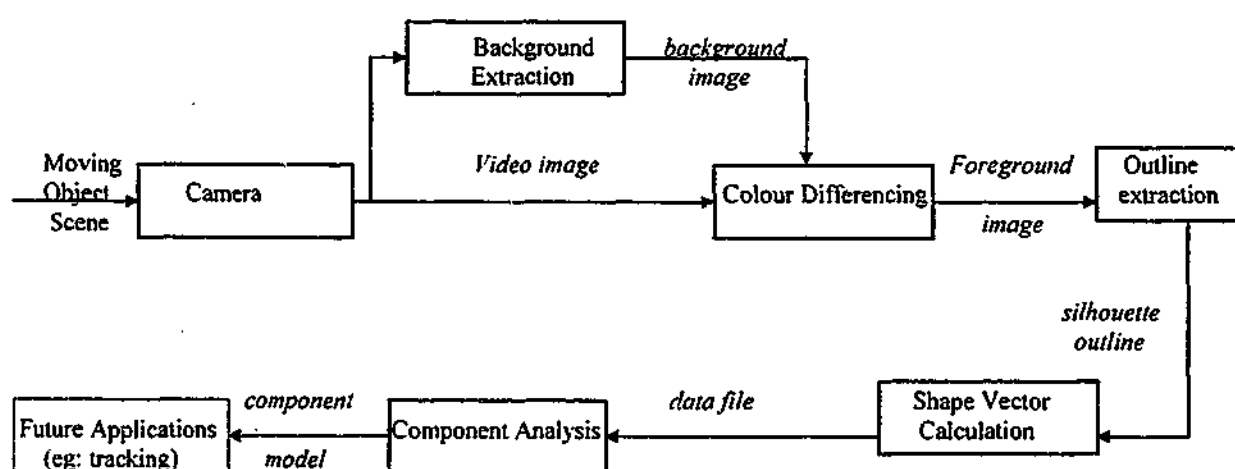 Background
Extraction
background
image
Moving
Object
Scene
Camera
Video image
Colour Differencing
Foreground
image
Outline
extraction
silhouette
outline
Shape Vector
Calculation
data file
Component Analysis
component
model
Future Applications
(eg: tracking)